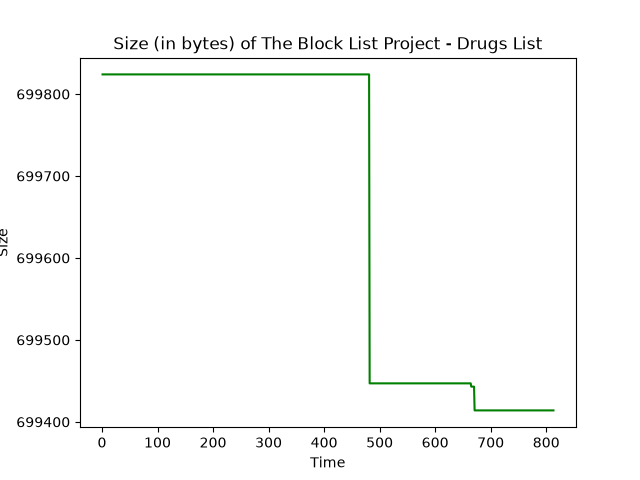 Size (in bytes) of The Block List Project - Drugs List
699800
699700
699600
Size
699500
699400
0 100 200 300 400 500 600 700 800
Time